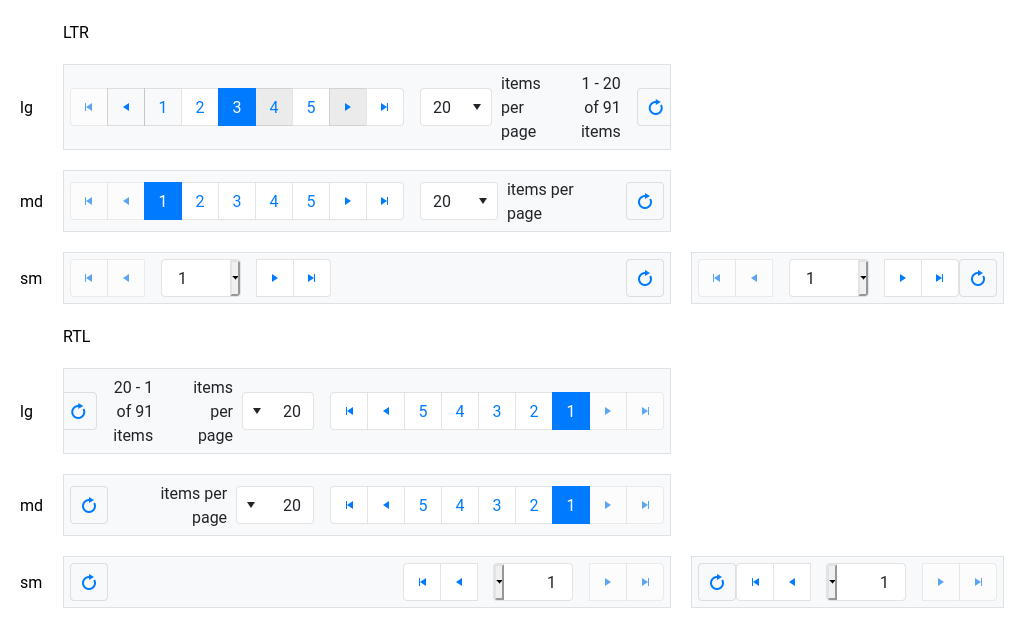 LTR
lg
1 2 3 4 5 20 items per page 1 - 20 of 91 items
md
1 2 3 4 5 20 items per page
sm
1
1
RTL
lg
20 - 1 of 91 items items per page 20 5 4 3 2 1
md
items per page 20 5 4 3 2 1
sm
1
1